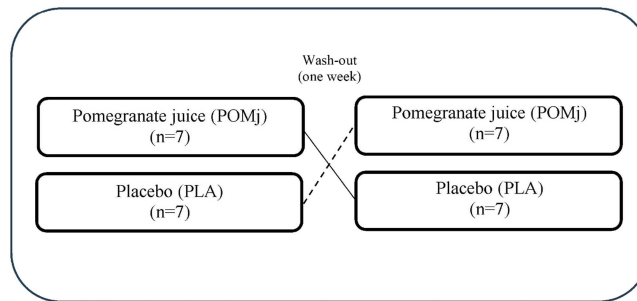 Wash-out
(one week)
Pomegranate juice (POMj)
(n=7)
Pomegranate juice (POMj)
(n=7)
Placebo (PLA)
(n=7)
Placebo (PLA)
(n=7)